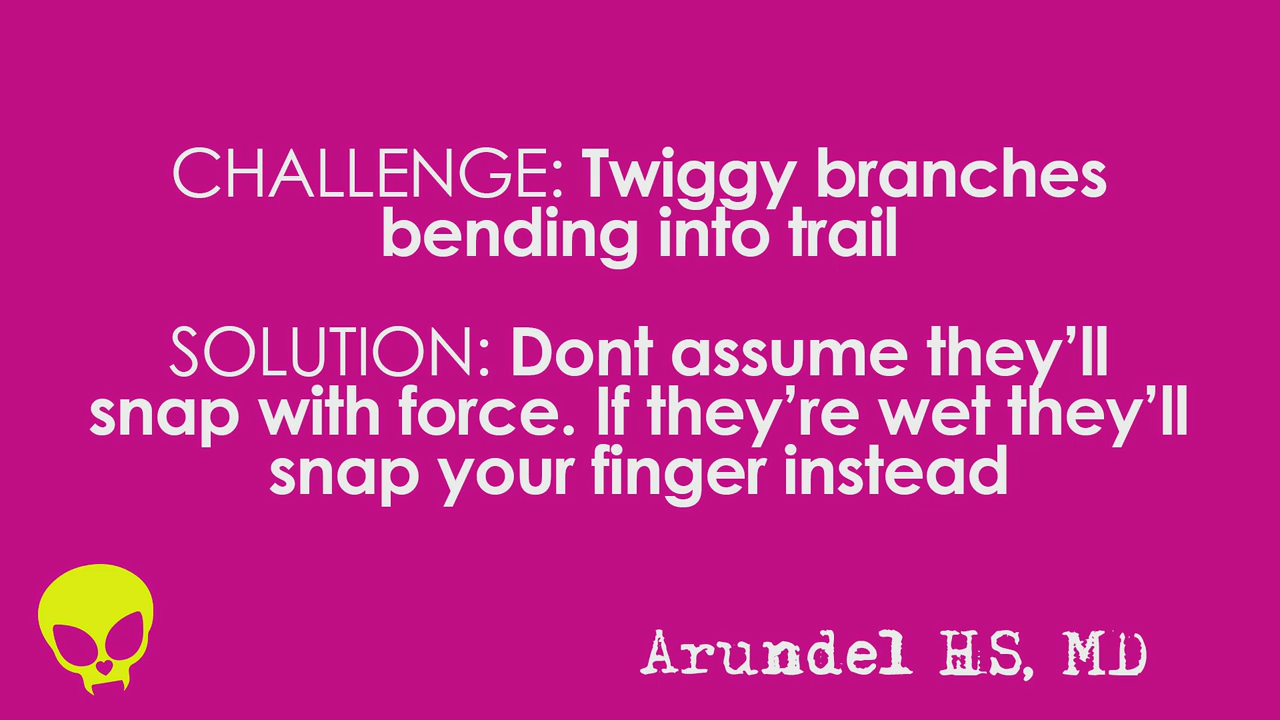 CHALLENGE: Twiggy branches
bending into trail
SOLUTION: Dont assume they’ll
snap with force. If they’re wet they’ll
snap your finger instead
Arundel HS, MD